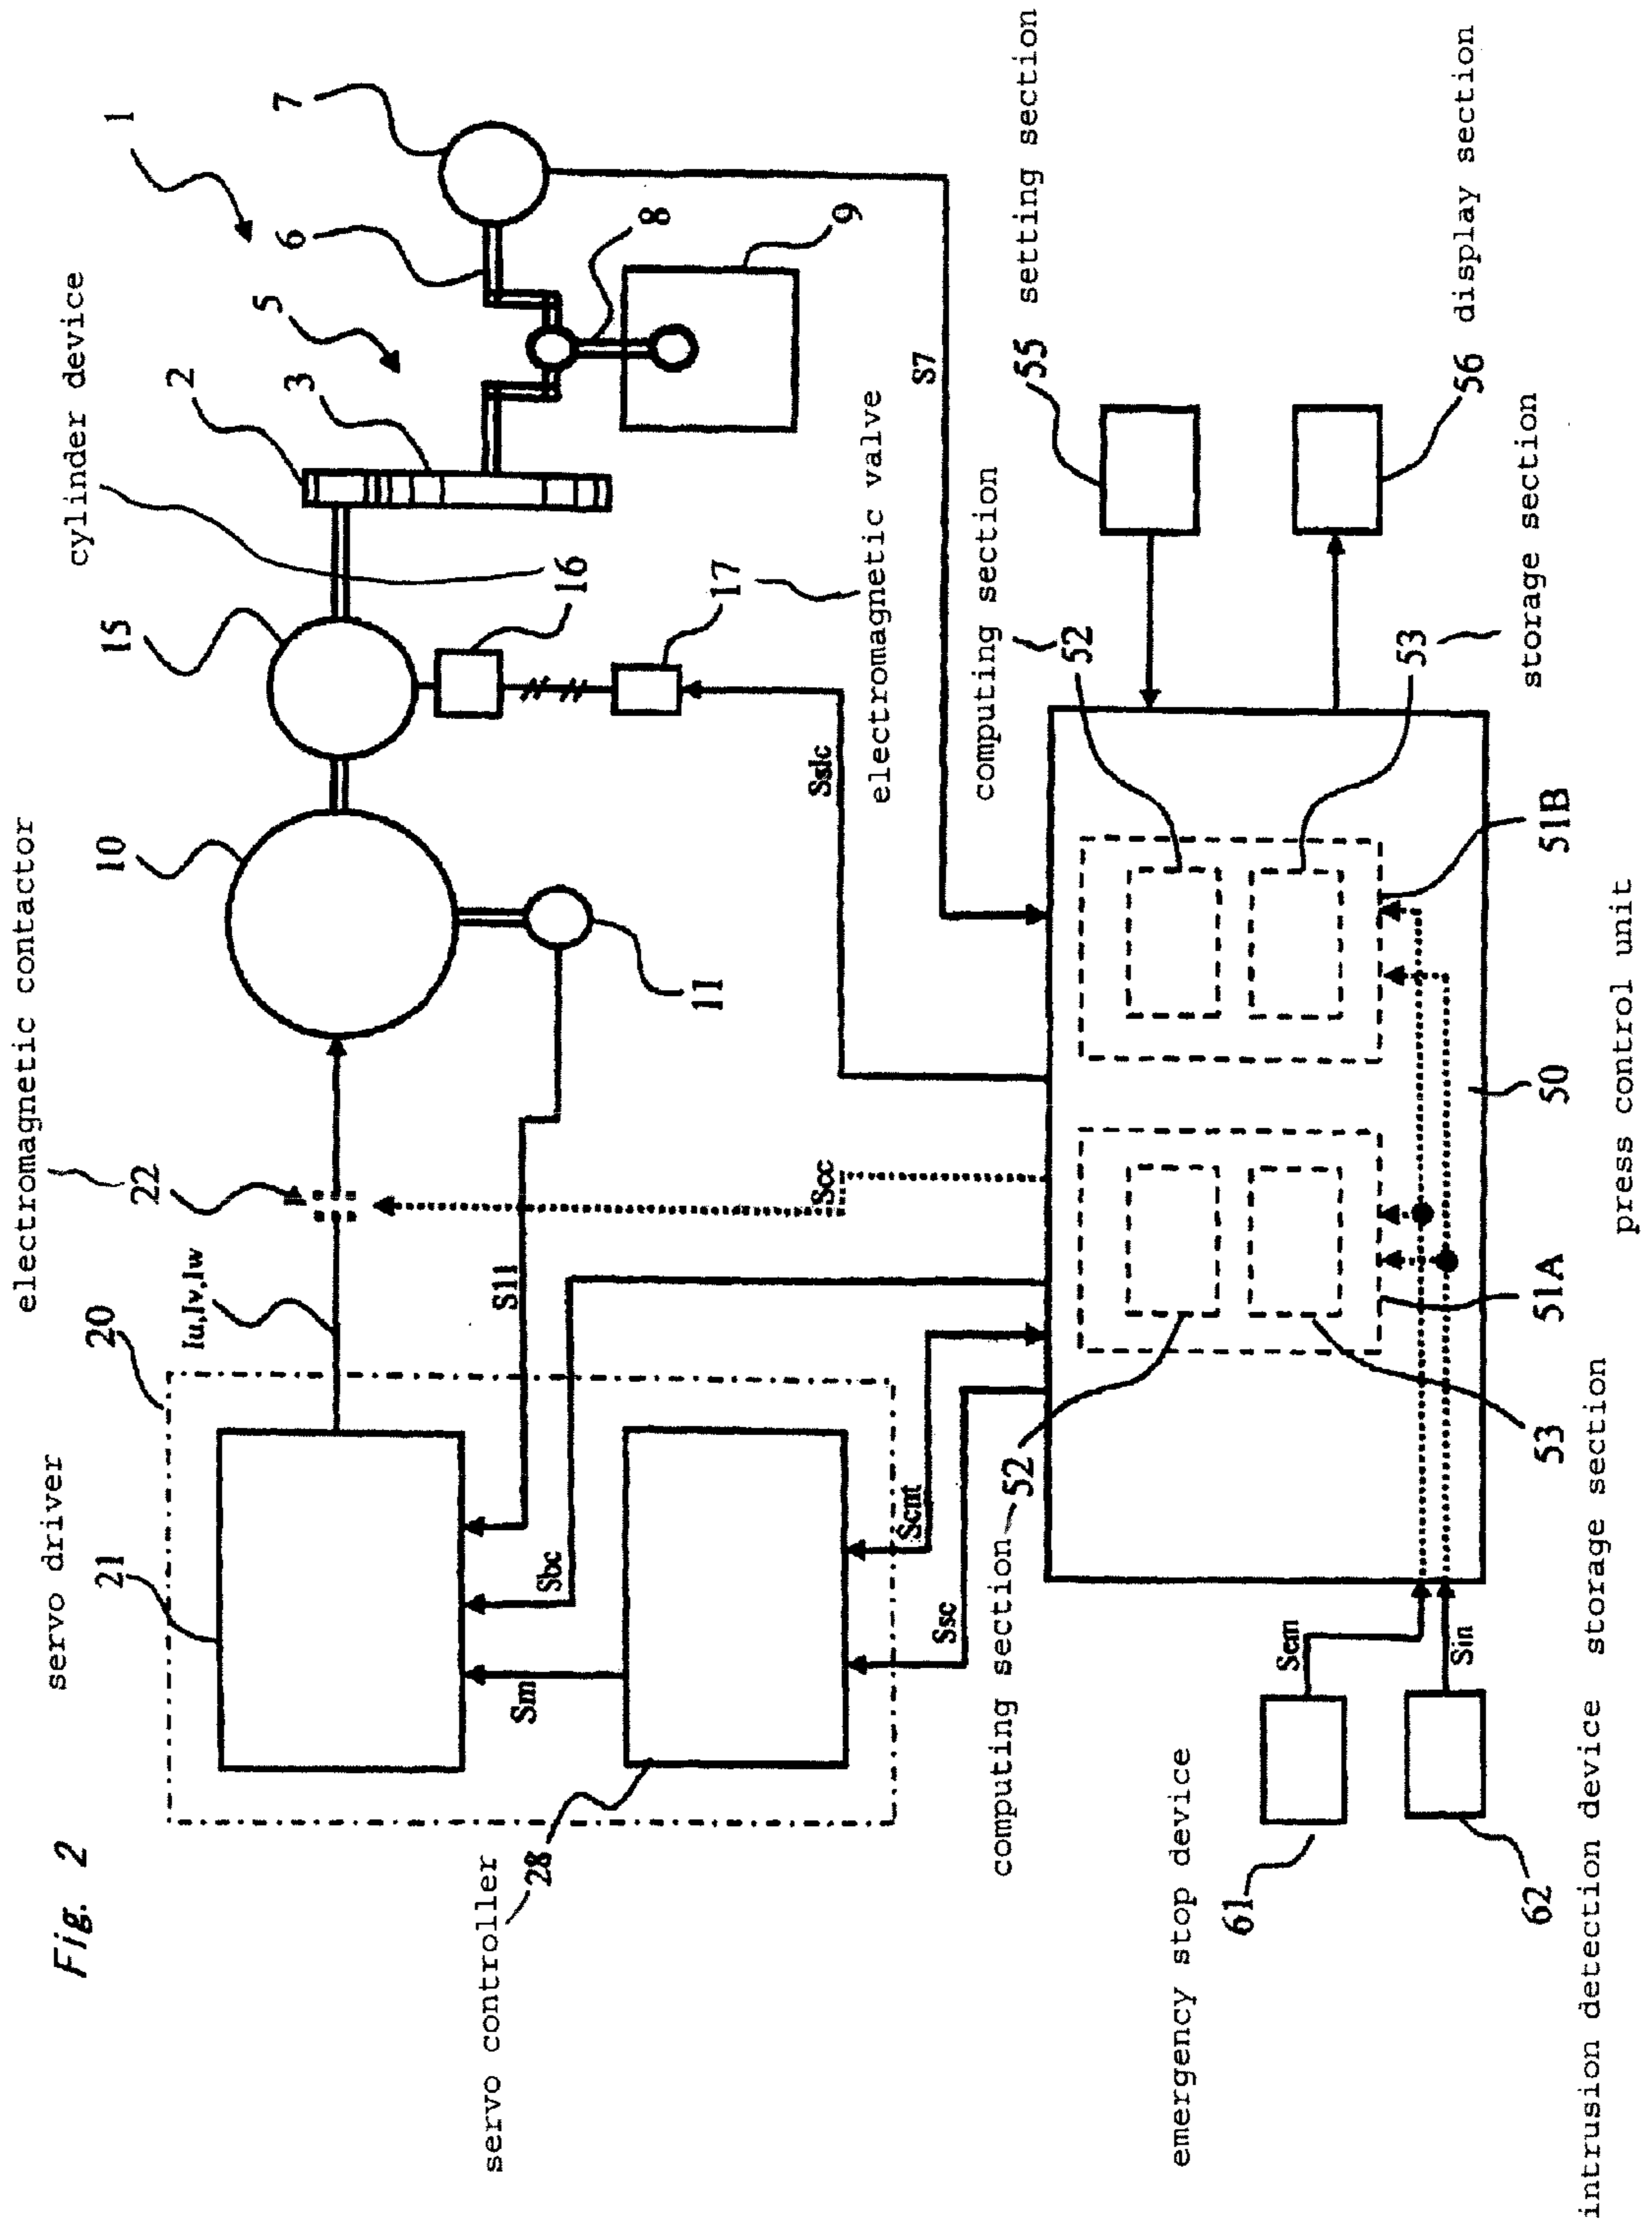 Fig. 2
servo driver
electromagnetic contactor
cylinder device
21
20
Iu,Iv,Iw
22
10
15
2
3
5
6
1
7
16
17
8
9
11
S11
Sbc
Sm
Scc
Sslc
S7
electromagnetic valve
servo controller
28
Scnt
Ssc
computing section
52
computing section
52
55
setting section
56
display section
53
storage section
emergency stop device
61
Sem
Sin
62
intrusion detection device
53
storage section
51A
50
51B
press control unit